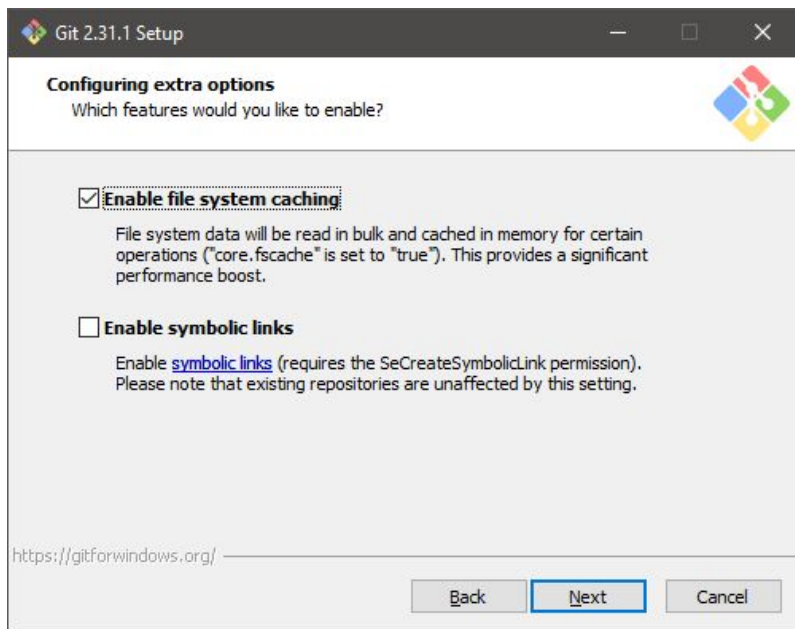 Git 2.31.1 Setup
Configuring extra options
Which features would you like to enable?
Enable file system caching
File system data will be read in bulk and cached in memory for certain
operations ("core.fscache" is set to "true"). This provides a significant
performance boost.
Enable symbolic links
Enable symbolic links (requires the SeCreateSymbolicLink permission).
Please note that existing repositories are unaffected by this setting.
https://gitforwindows.org/
Back
Next
Cancel